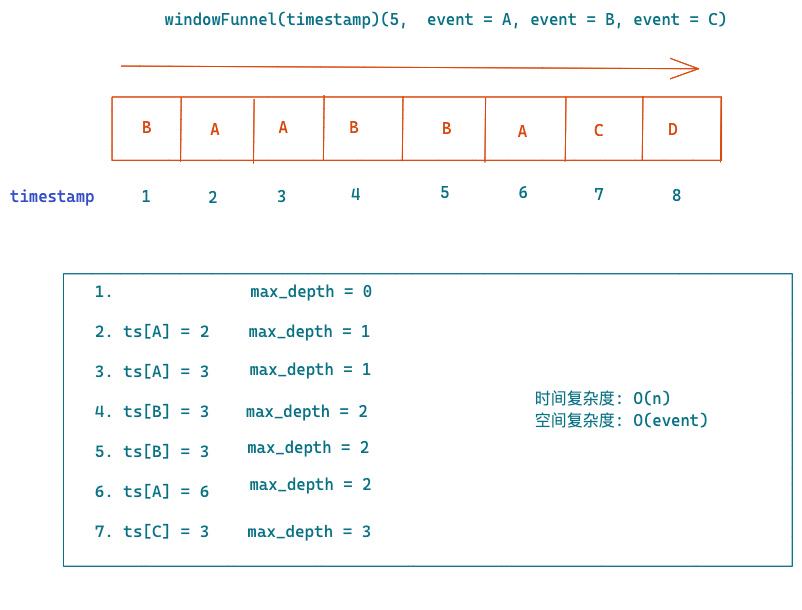 windowFunnel(timestamp)(5,  event = A, event = B, event = C)
B A A B B A C D
timestamp 1 2 3 4 5 6 7 8
1. max_depth = 0
2. ts[A] = 2 max_depth = 1
3. ts[A] = 3 max_depth = 1
4. ts[B] = 3 max_depth = 2
5. ts[B] = 3 max_depth = 2
6. ts[A] = 6 max_depth = 2
7. ts[C] = 3 max_depth = 3
时间复杂度: O(n)
空间复杂度: O(event)